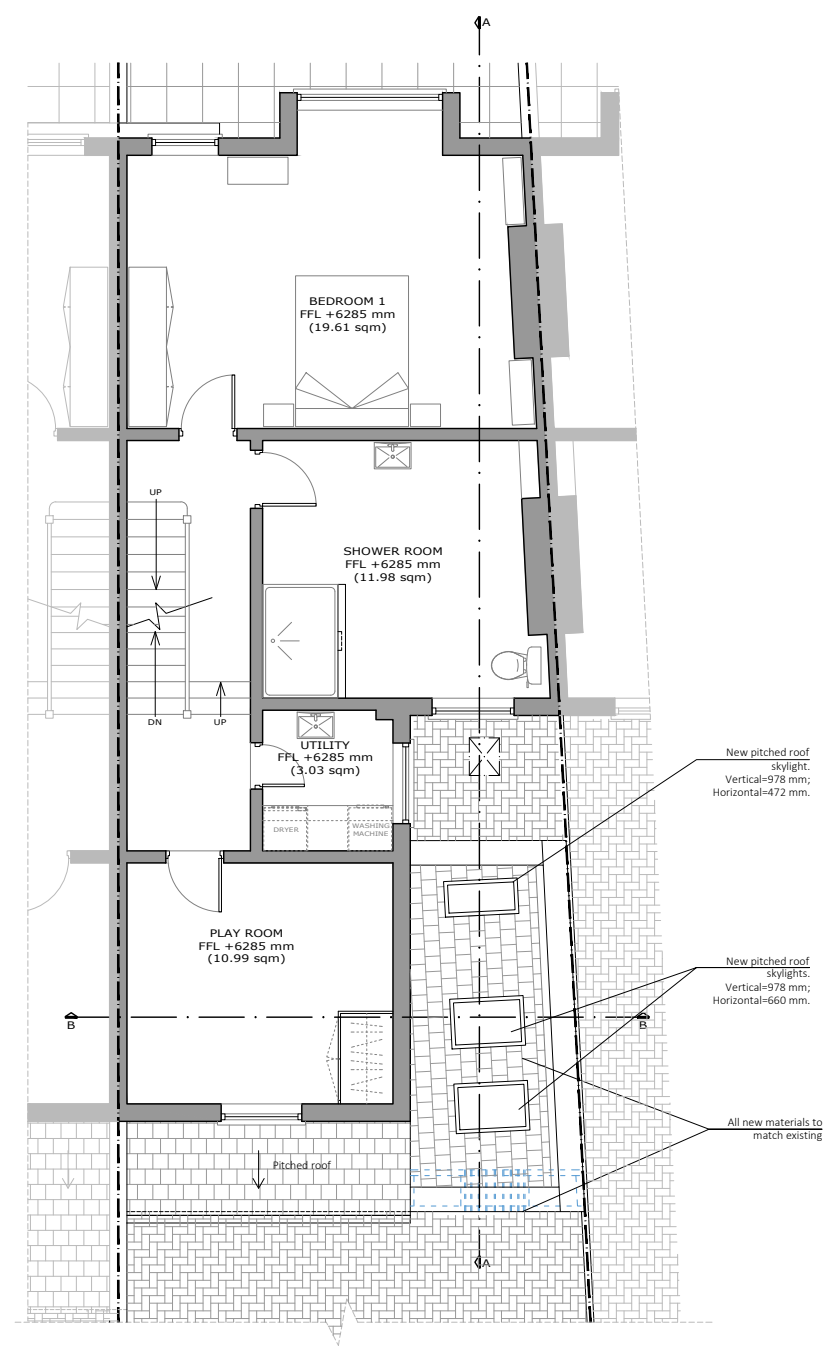 A
BEDROOM 1
FFL +6285 mm
(19.61 sqm)
UP
SHOWER ROOM
FFL +6285 mm
(11.98 sqm)
DN
UP
UTILITY
FFL +6285 mm
(3.03 sqm)
DRYER
WASHING
MACHINE
New pitched roof
skylight.
Vertical=978 mm;
Horizontal=472 mm.
PLAY ROOM
FFL +6285 mm
(10.99 sqm)
New pitched roof
skylights.
Vertical=978 mm;
Horizontal=660 mm.
B
B
All new materials to
match existing
Pitched roof
A